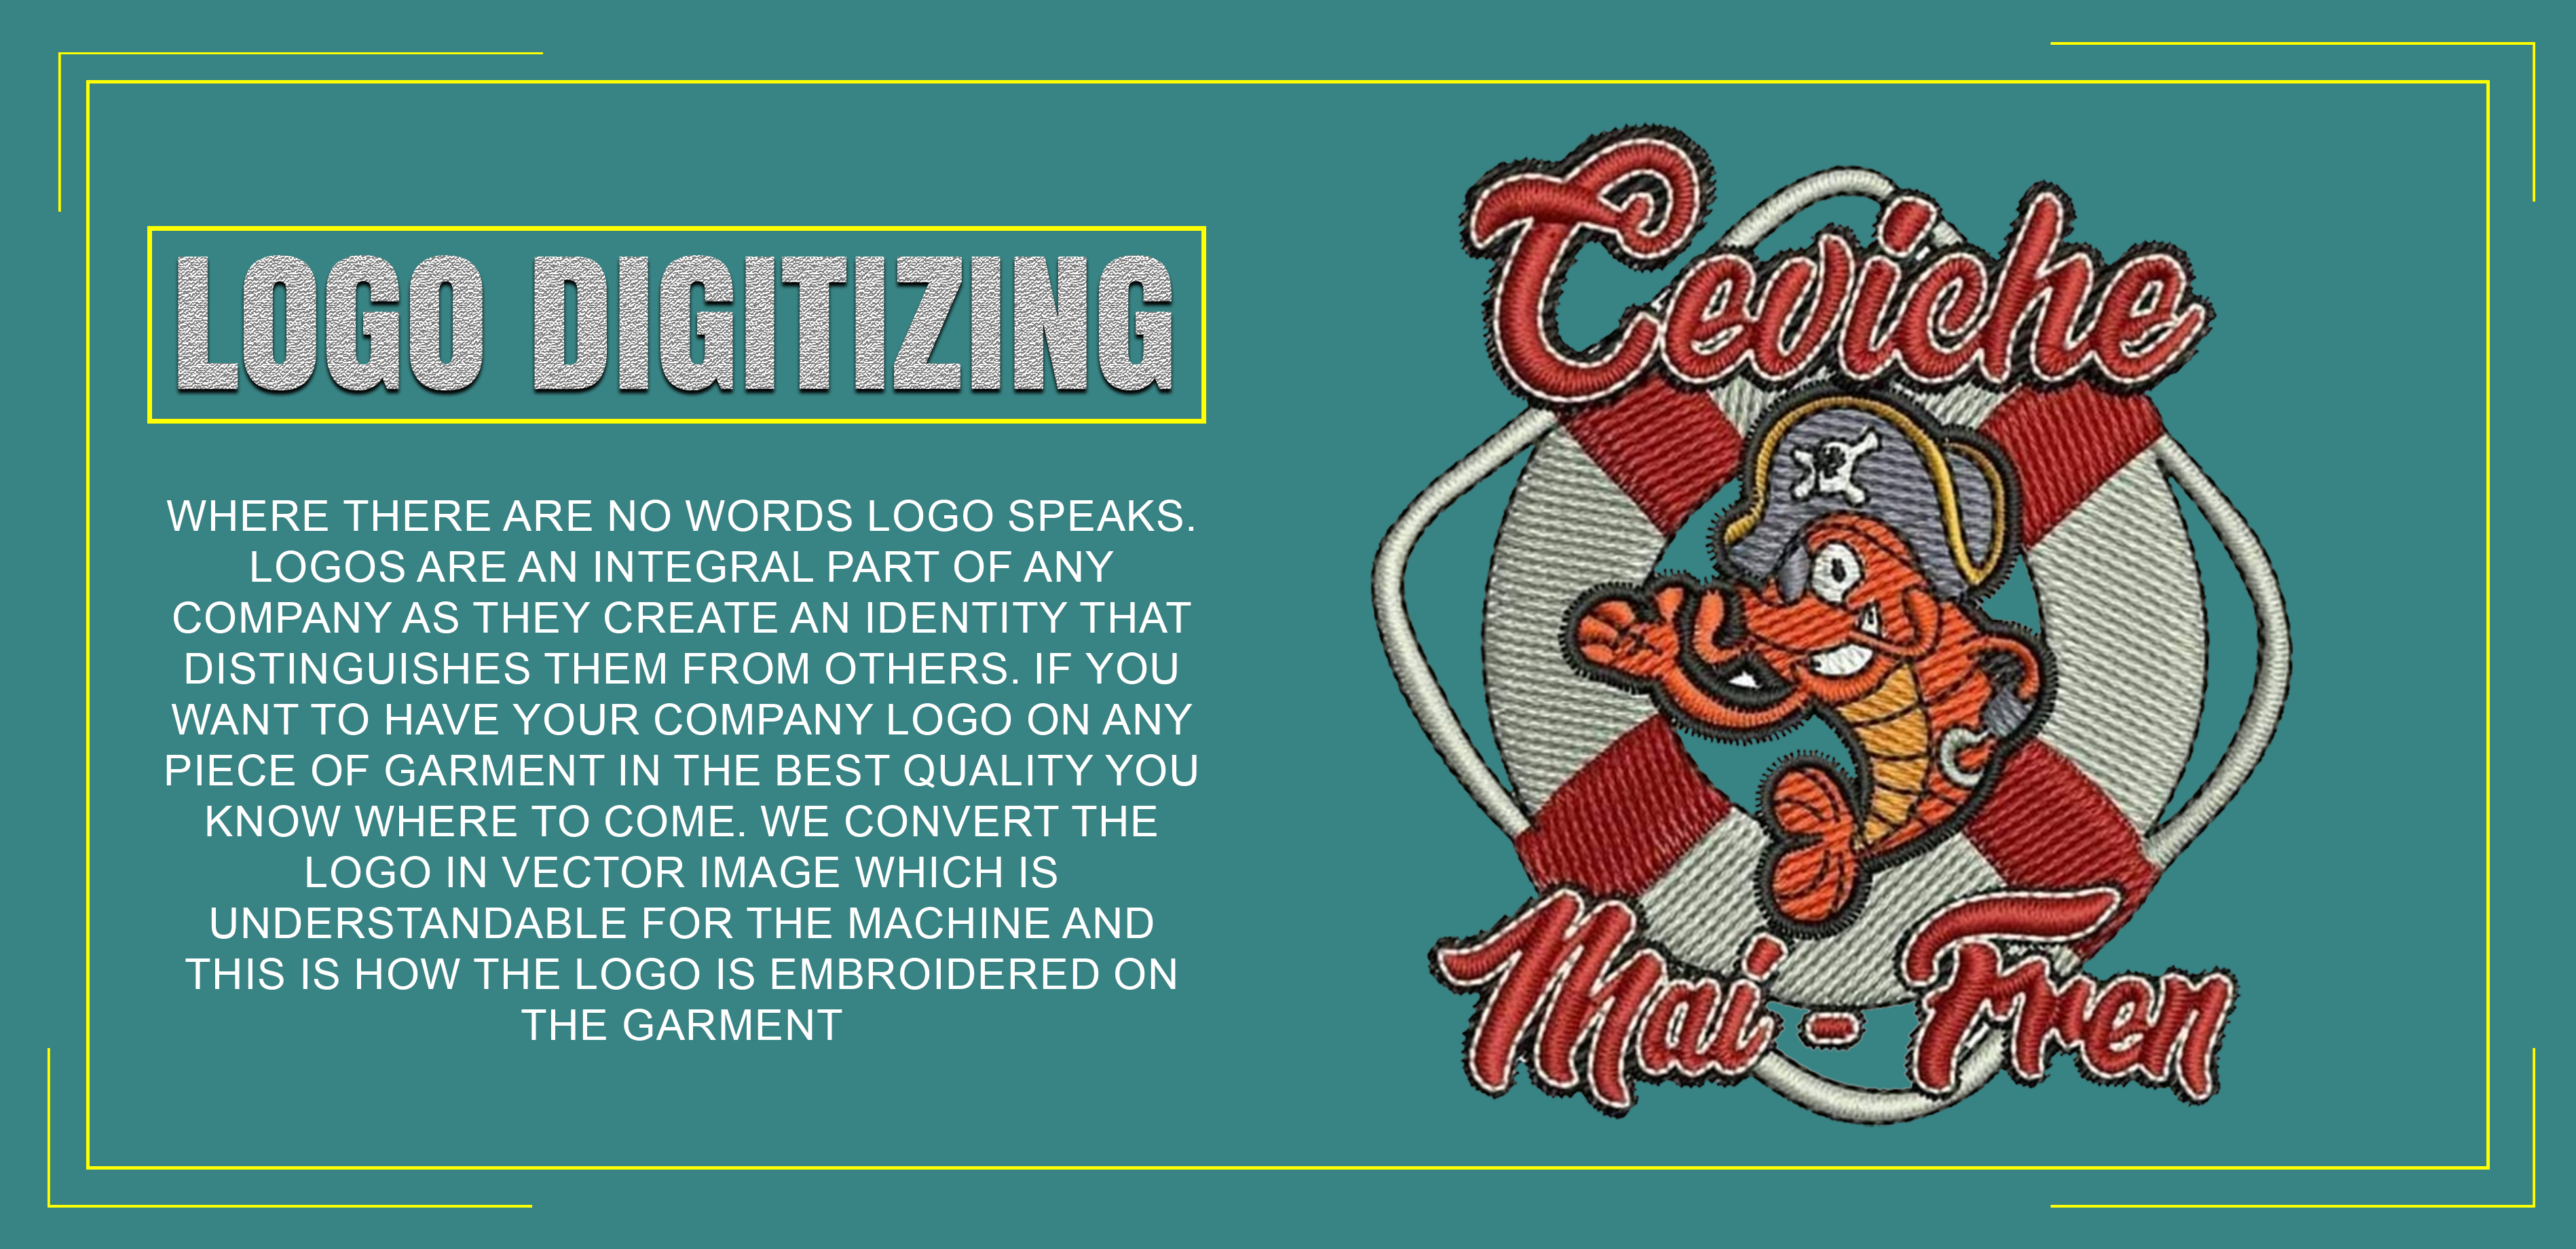 LOGO DIGITIZING
WHERE THERE ARE NO WORDS LOGO SPEAKS.
LOGOS ARE AN INTEGRAL PART OF ANY
COMPANY AS THEY CREATE AN IDENTITY THAT
DISTINGUISHES THEM FROM OTHERS. IF YOU
WANT TO HAVE YOUR COMPANY LOGO ON ANY
PIECE OF GARMENT IN THE BEST QUALITY YOU
KNOW WHERE TO COME. WE CONVERT THE
LOGO IN VECTOR IMAGE WHICH IS
UNDERSTANDABLE FOR THE MACHINE AND
THIS IS HOW THE LOGO IS EMBROIDERED ON
THE GARMENT
Ceviche
Mai - Fren